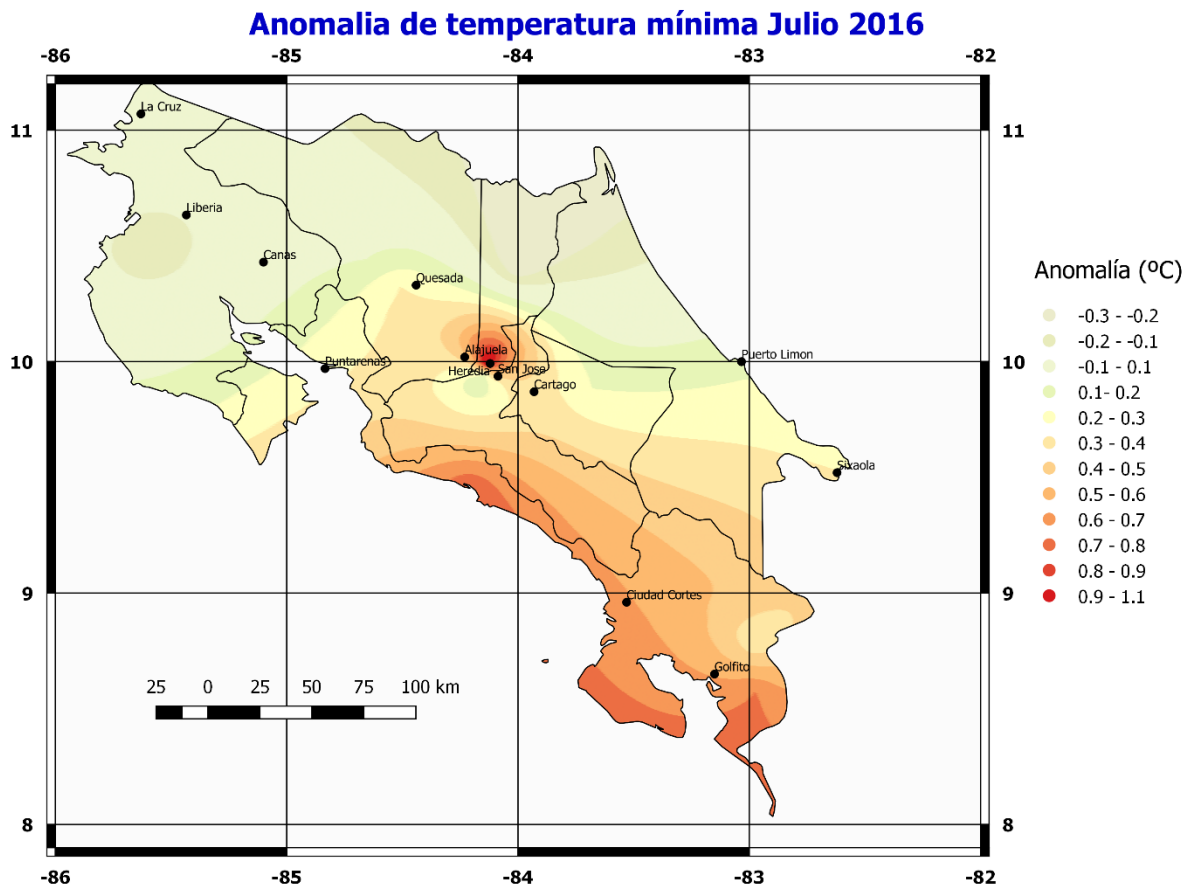 Anomalia de temperatura mínima Julio 2016
-86 -85 -84 -83 -82
La Cruz
11 11
Liberia
Canas
Quesada
Anomalía (ºC)
-0.3 - -0.2
-0.2 - -0.1
-0.1 - 0.1
0.1- 0.2
0.2 - 0.3
0.3 - 0.4
0.4 - 0.5
0.5 - 0.6
0.6 - 0.7
0.7 - 0.8
0.8 - 0.9
0.9 - 1.1
Alajuela
Puerto Limon
10 10
Puntarenas
Heredia
San Jose
Cartago
Sixaola
9 9
Ciudad Cortes
Golfito
25 0 25 50 75 100 km
8 8
-86 -85 -84 -83 -82